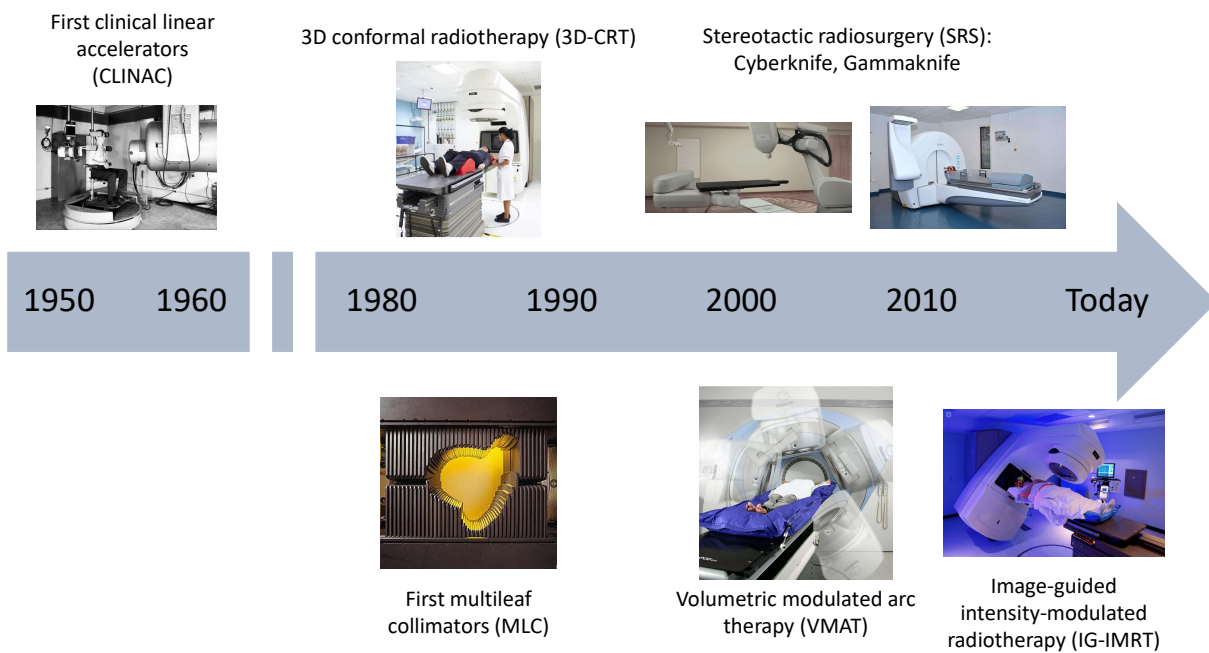 First clinical linear
accelerators
(CLINAC)
3D conformal radiotherapy (3D-CRT)
Stereotactic radiosurgery (SRS):
Cyberknife, Gammaknife
1950 1960 1980 1990 2000 2010 Today
First multileaf
collimators (MLC)
Volumetric modulated arc
therapy (VMAT)
Image-guided
intensity-modulated
radiotherapy (IG-IMRT)